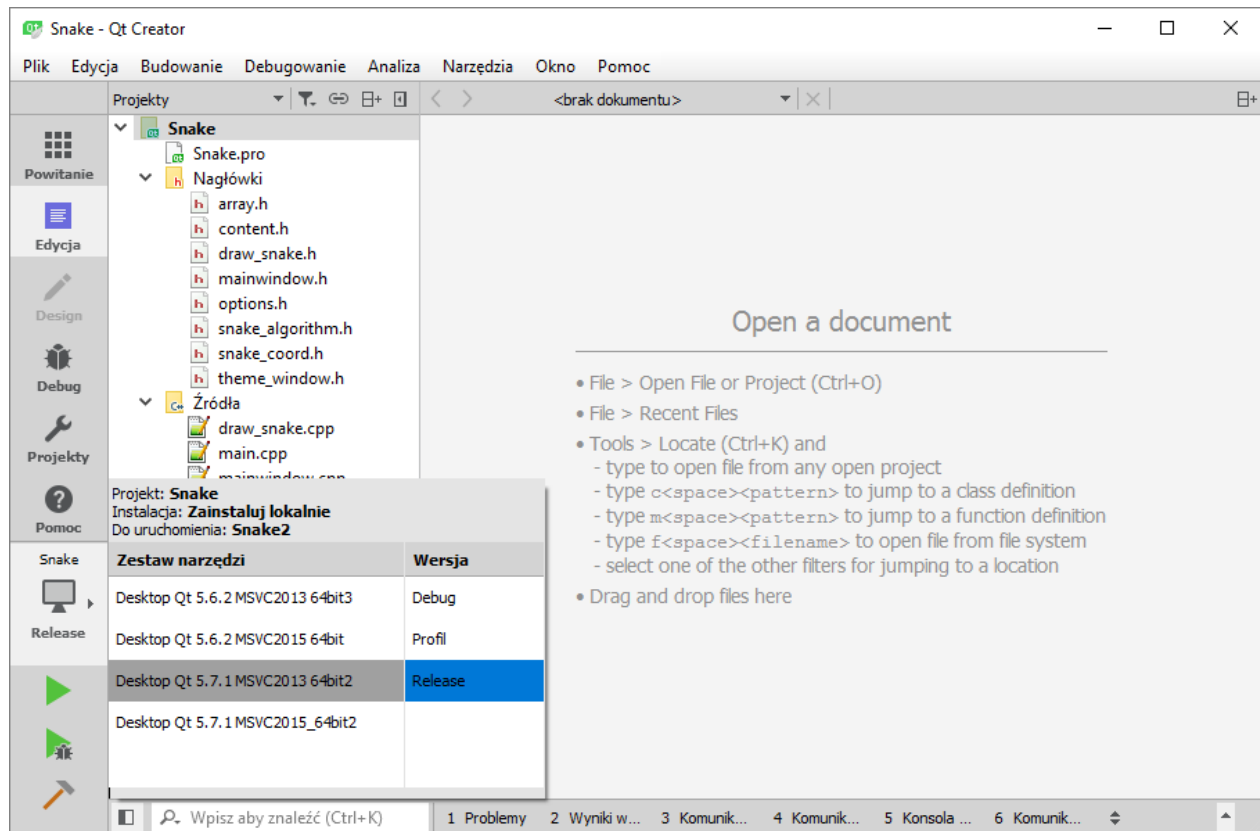 Snake - Qt Creator
Plik Edycja Budowanie Debugowanie Analiza Narzędzia Okno Pomoc
Projekty
<brak dokumentu>
Powitanie
Edycja
Design
Debug
Projekty
Pomoc
Snake
Release
Snake
Snake.pro
Nagłówki
array.h
content.h
draw_snake.h
mainwindow.h
options.h
snake_algorithm.h
snake_coord.h
theme_window.h
Źródła
draw_snake.cpp
main.cpp
mainwindow.cpp
Projekt: Snake
Instalacja: Zainstaluj lokalnie
Do uruchomienia: Snake2
Zestaw narzędzi Wersja
Desktop Qt 5.6.2 MSVC2013 64bit3 Debug
Desktop Qt 5.6.2 MSVC2015 64bit Profil
Desktop Qt 5.7.1 MSVC2013 64bit2 Release
Desktop Qt 5.7.1 MSVC2015_64bit2
Open a document
• File > Open File or Project (Ctrl+O)
• File > Recent Files
• Tools > Locate (Ctrl+K) and
- type to open file from any open project
- type c<space><pattern> to jump to a class definition
- type m<space><pattern> to jump to a function definition
- type f<space><filename> to open file from file system
- select one of the other filters for jumping to a location
• Drag and drop files here
Wpisz aby znaleźć (Ctrl+K)
1 Problemy 2 Wyniki w... 3 Komunik... 4 Komunik... 5 Konsola ... 6 Komunik...